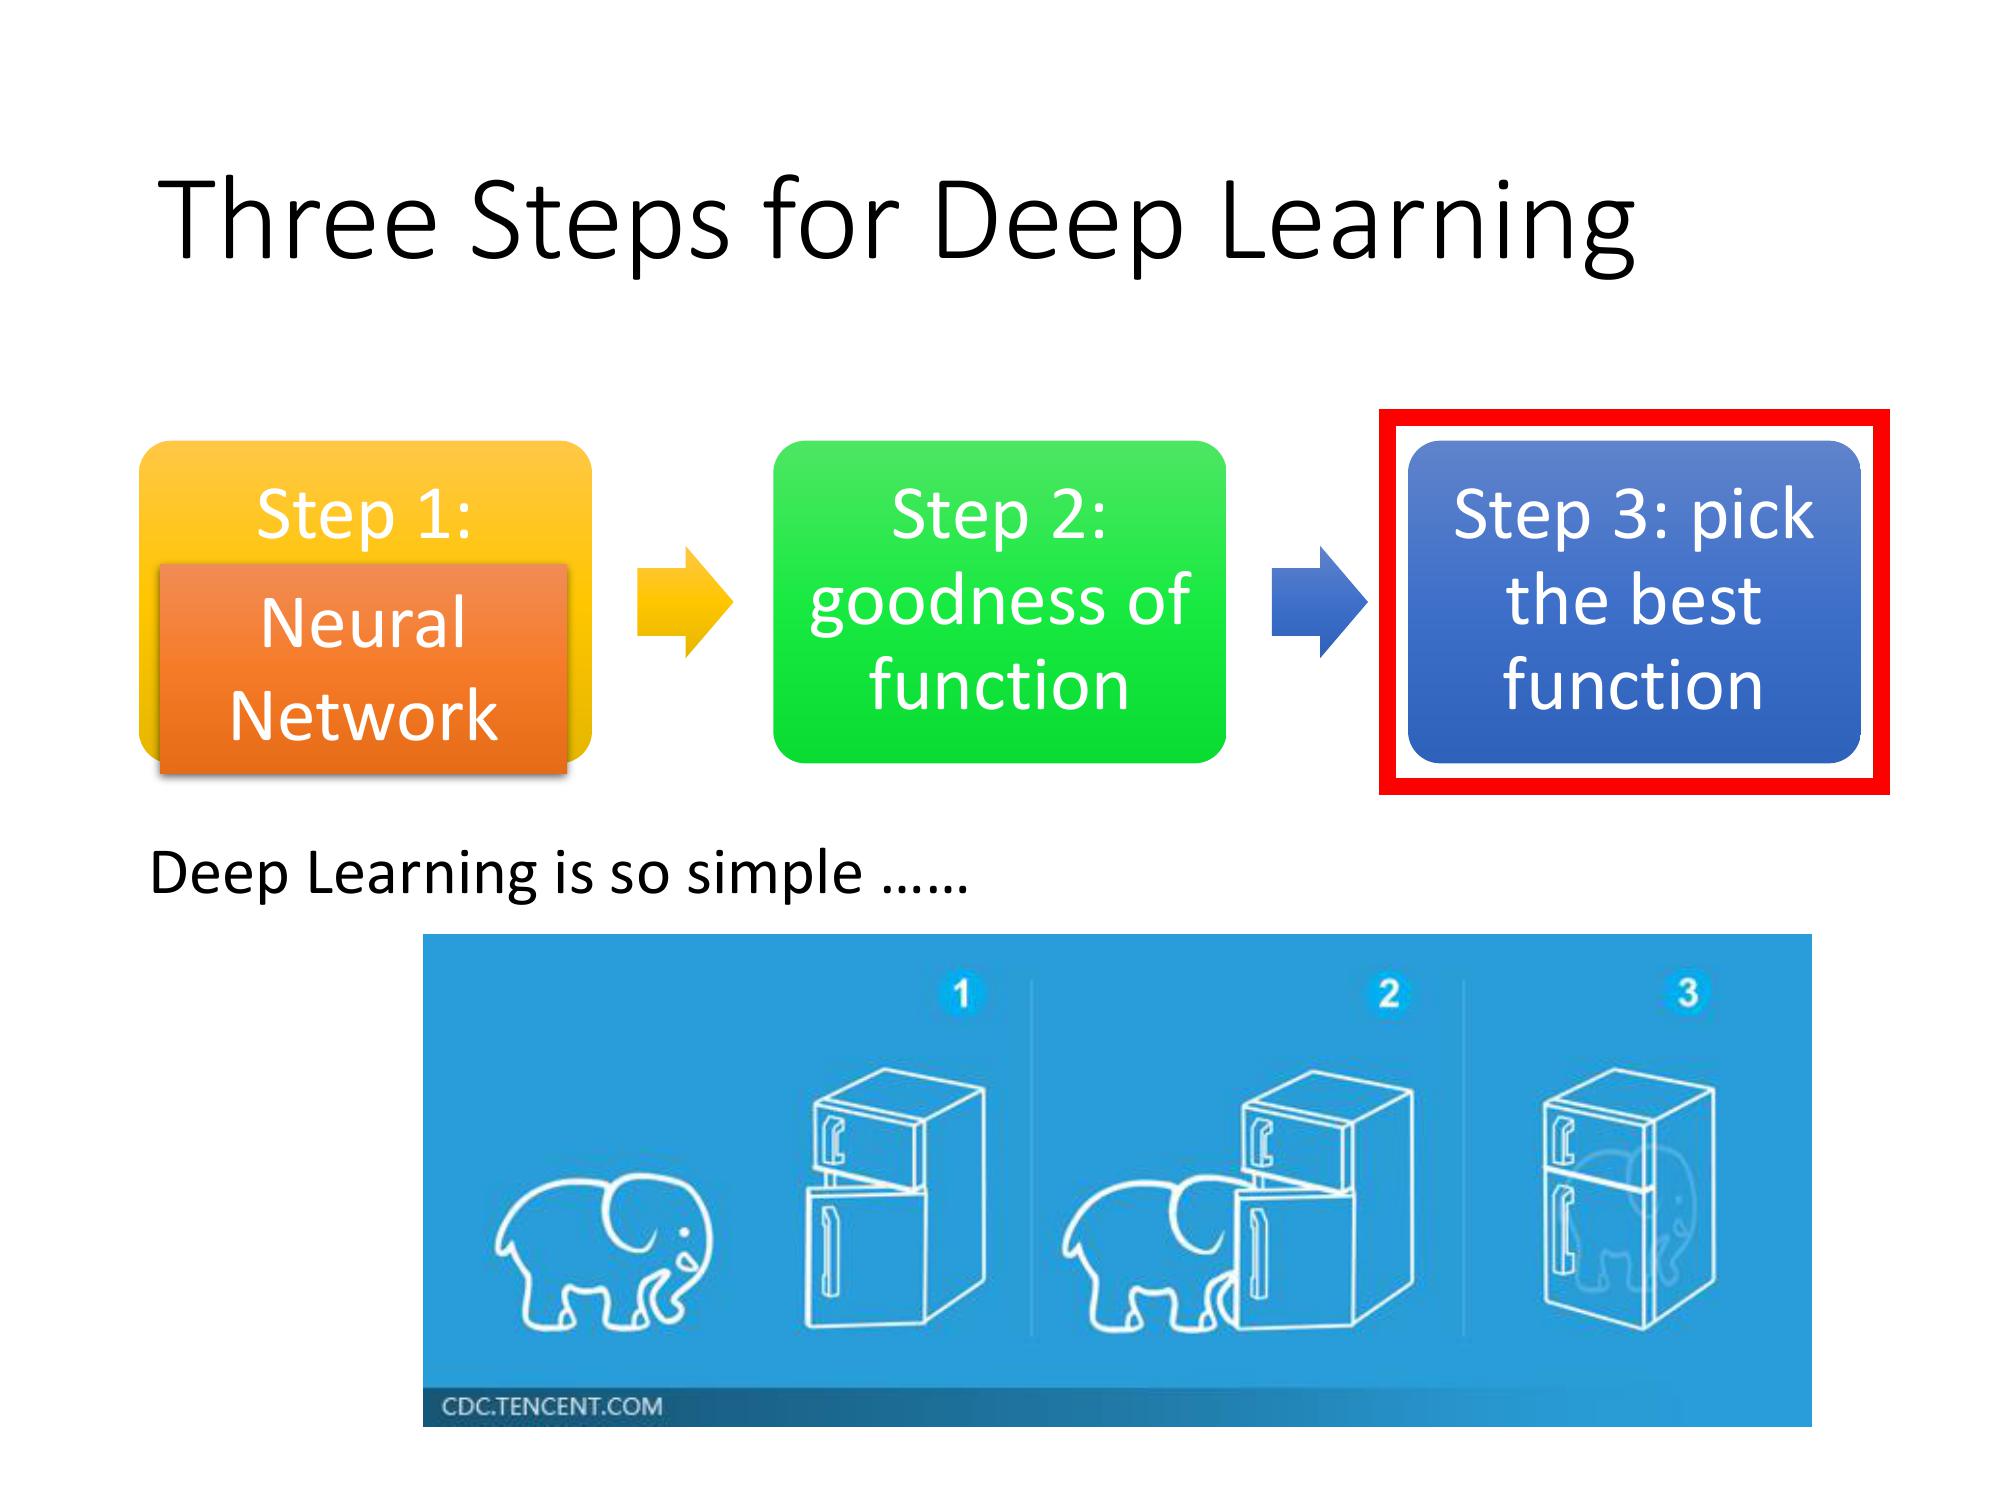 Three Steps for Deep Learning
Step 1:
Neural
Network
Step 2:
goodness of
function
Step 3: pick
the best
function
Deep Learning is so simple ......
1
2
3
CDC.TENCENT.COM